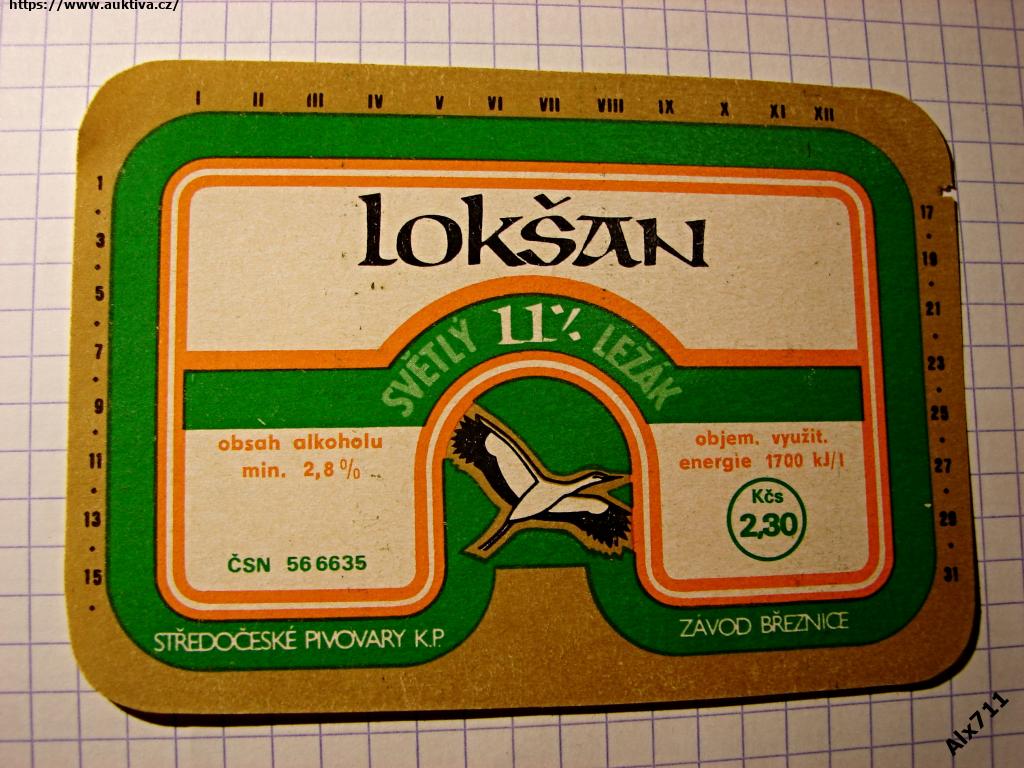 https://www.auktiva.cz/
I II III IV V VI VII VIII IX X XI XII
1
·
3
·
5
·
7
·
9
·
11
·
13
·
15
·
lokšan
SVĚTLÝ 11% LEŽÁK
obsah alkoholu
min. 2,8%
ČSN 56 6635
objem. využit.
energie 1700 kJ/l
Kčs
2,30
STŘEDOČESKÉ PIVOVARY K.P.
ZÁVOD BŘEZNICE
17
·
19
·
21
·
23
·
25
·
27
·
29
·
31
Alx711